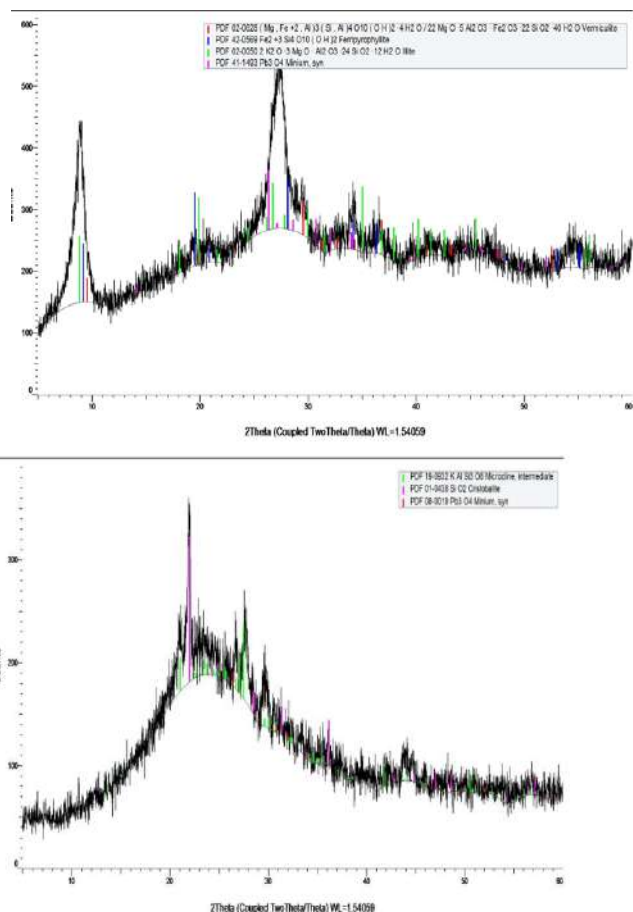 PDF 02-0628 ( Mg , Fe +2 , Al )3 ( Si , Al )4 O10 ( O H )2 ·4 H2 O / 22 Mg O ·5 Al2 O3 · Fe2 O3 ·22 Si O2 ·40 H2 O Vermiculite
PDF 42-0569 Fe2 +3 Si4 O10 ( O H )2 Ferripyrophyllite
PDF 02-0050 2 K2 O ·3 Mg O · Al2 O3 ·24 Si O2 ·12 H2 O Illite
PDF 41-1493 Pb3 O4 Minium, syn
600
500
400
300
200
100
0
10
20
30
40
50
60
2Theta (Coupled TwoTheta/Theta) WL=1.54059
PDF 19-0932 K Al Si3 O8 Microcline, intermediate
PDF 01-0438 Si O2 Cristobalite
PDF 08-0019 Pb3 O4 Minium, syn
300
200
100
0
10
20
30
40
50
60
2Theta (Coupled TwoTheta/Theta) WL=1.54059